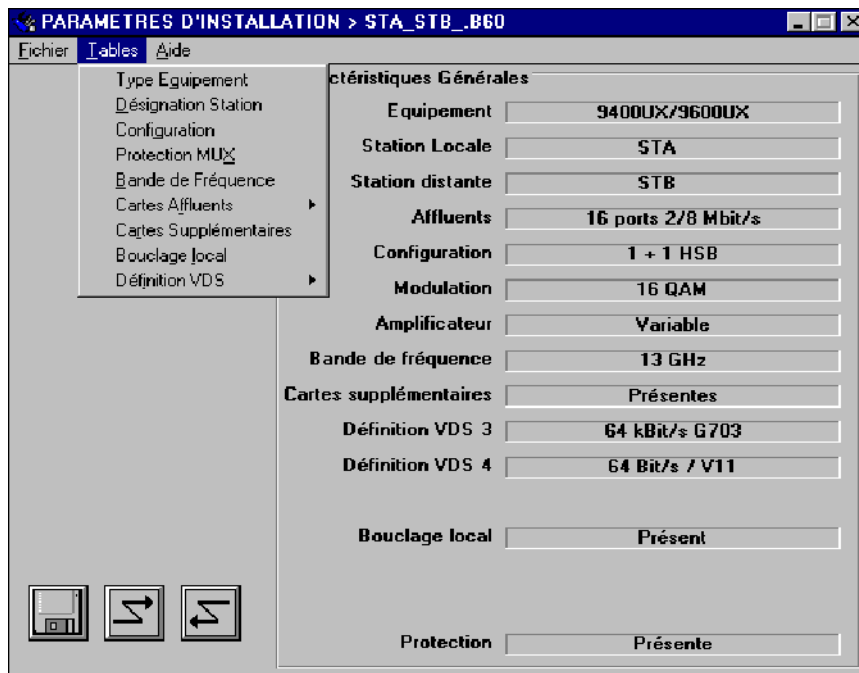 PARAMETRES D'INSTALLATION > STA_STB_.B60
Fichier Tables Aide
Type Equipement
Désignation Station
Configuration
Protection MUX
Bande de Fréquence
Cartes Affluents
Cartes Supplémentaires
Bouclage local
Définition VDS
ctéristiques Générales
Equipement 9400UX/9600UX
Station Locale STA
Station distante STB
Affluents 16 ports 2/8 Mbit/s
Configuration 1 + 1 HSB
Modulation 16 QAM
Amplificateur Variable
Bande de fréquence 13 GHz
Cartes supplémentaires Présentes
Définition VDS 3 64 kBit/s G703
Définition VDS 4 64 Bit/s / V11
Bouclage local Présent
Protection Présente